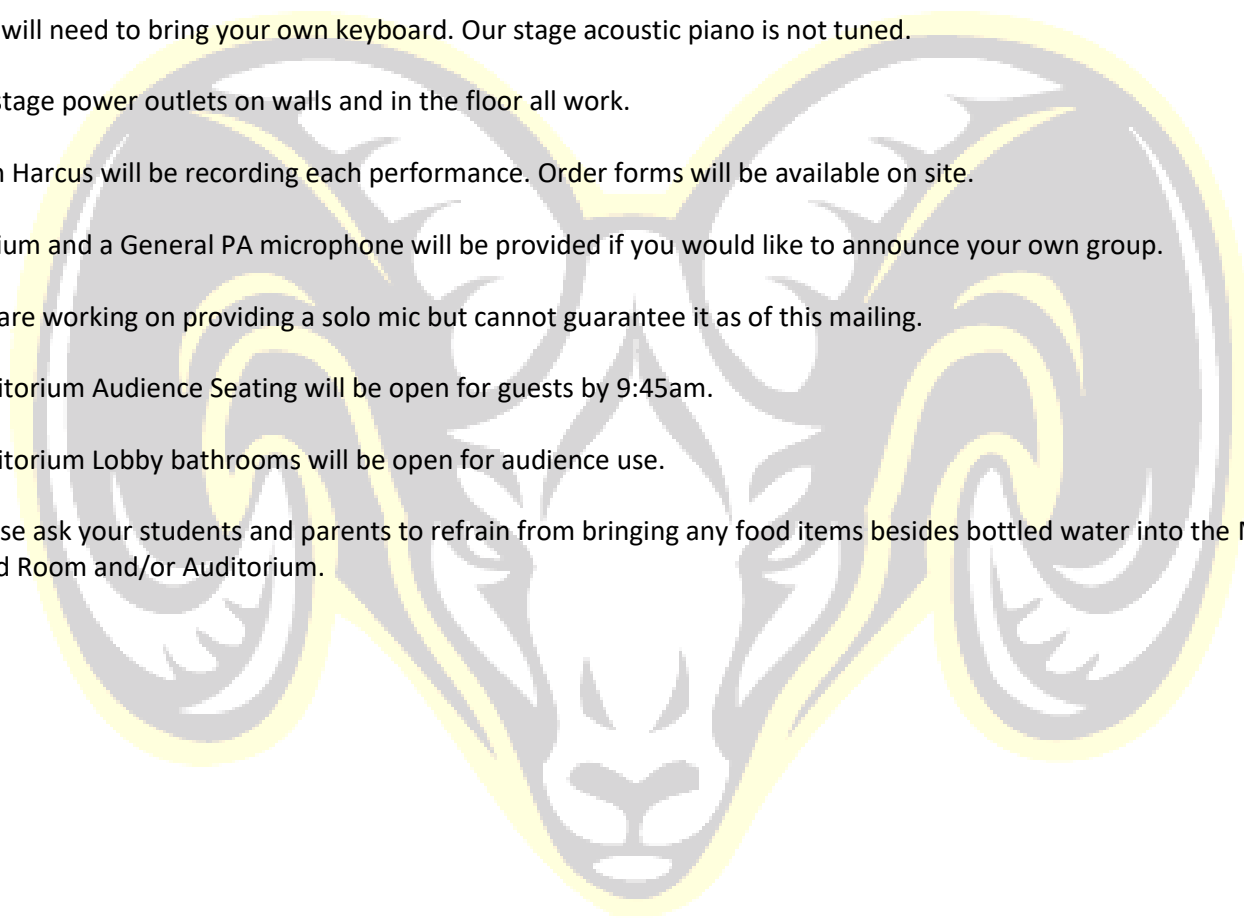 will need to bring your own keyboard. Our stage acoustic piano is not tuned.
stage power outlets on walls and in the floor all work.
Harcus will be recording each performance. Order forms will be available on site.
and a General PA microphone will be provided if you would like to announce your own group.
are working on providing a solo mic but cannot guarantee it as of this mailing.
Audience Seating will be open for guests by 9:45am.
Lobby bathrooms will be open for audience use.
ask your students and parents to refrain from bringing any food items besides bottled water into the
Room and/or Auditorium.